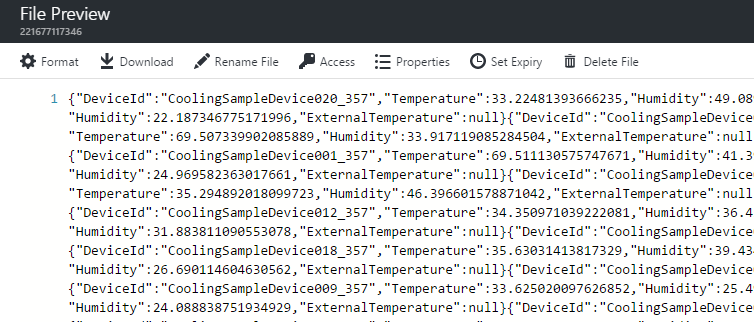 File Preview
221677117346
Format Download Rename File Access Properties Set Expiry Delete File
1 {"DeviceId":"CoolingSampleDevice020_357","Temperature":33.22481393666235,"Humidity":49.08
"Humidity":22.187346775171996,"ExternalTemperature":null}{"DeviceId":"CoolingSampleDevice
"Temperature":69.507339902085889,"Humidity":33.917119085284504,"ExternalTemperature":null
{"DeviceId":"CoolingSampleDevice001_357","Temperature":69.511130575747671,"Humidity":41.3
"Humidity":24.969582363017661,"ExternalTemperature":null}{"DeviceId":"CoolingSampleDevice
"Temperature":35.294892018099723,"Humidity":46.396601578871042,"ExternalTemperature":null
{"DeviceId":"CoolingSampleDevice012_357","Temperature":34.350971039222081,"Humidity":36.4
"Humidity":31.883811090553078,"ExternalTemperature":null}{"DeviceId":"CoolingSampleDevice
{"DeviceId":"CoolingSampleDevice018_357","Temperature":35.63031413817329,"Humidity":39.43
"Humidity":26.690114604630562,"ExternalTemperature":null}{"DeviceId":"CoolingSampleDevice
{"DeviceId":"CoolingSampleDevice009_357","Temperature":33.625020097626852,"Humidity":25.4
"Humidity":24.088838751934929,"ExternalTemperature":null}{"DeviceId":"CoolingSampleDevice